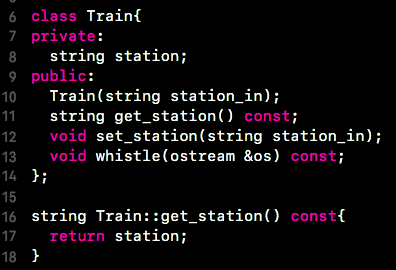 6 class Train{
7 private:
8   string station;
9 public:
10   Train(string station_in);
11   string get_station() const;
12   void set_station(string station_in);
13   void whistle(ostream &os) const;
14 };
15
16 string Train::get_station() const{
17   return station;
18 }